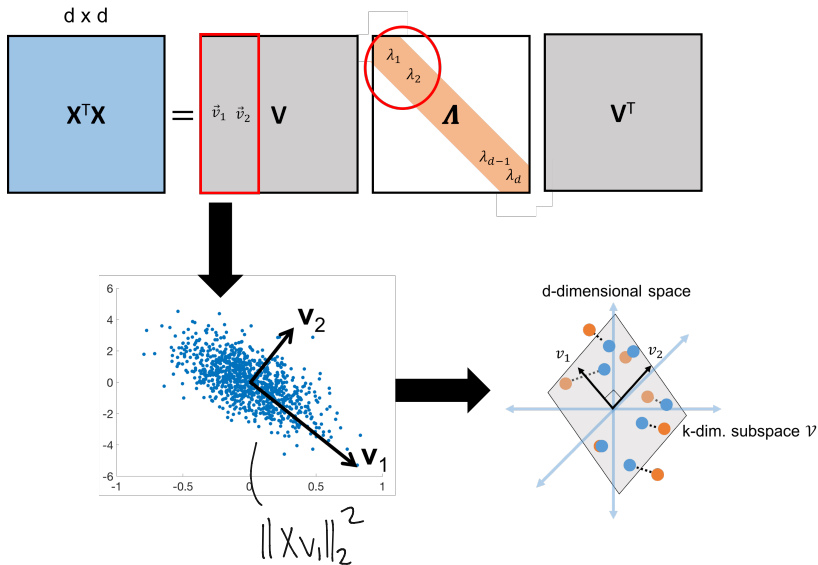 d x d
XᵀX = V Λ Vᵀ
v⃗₁ v⃗₂
λ₁
λ₂
λ_{d−1}
λ_d
6
4
2
0
-2
-4
-6
-1 -0.5 0 0.5 1
v₂
v₁
‖Xv₁‖₂²
d-dimensional space
v₁ v₂
k-dim. subspace 𝒱